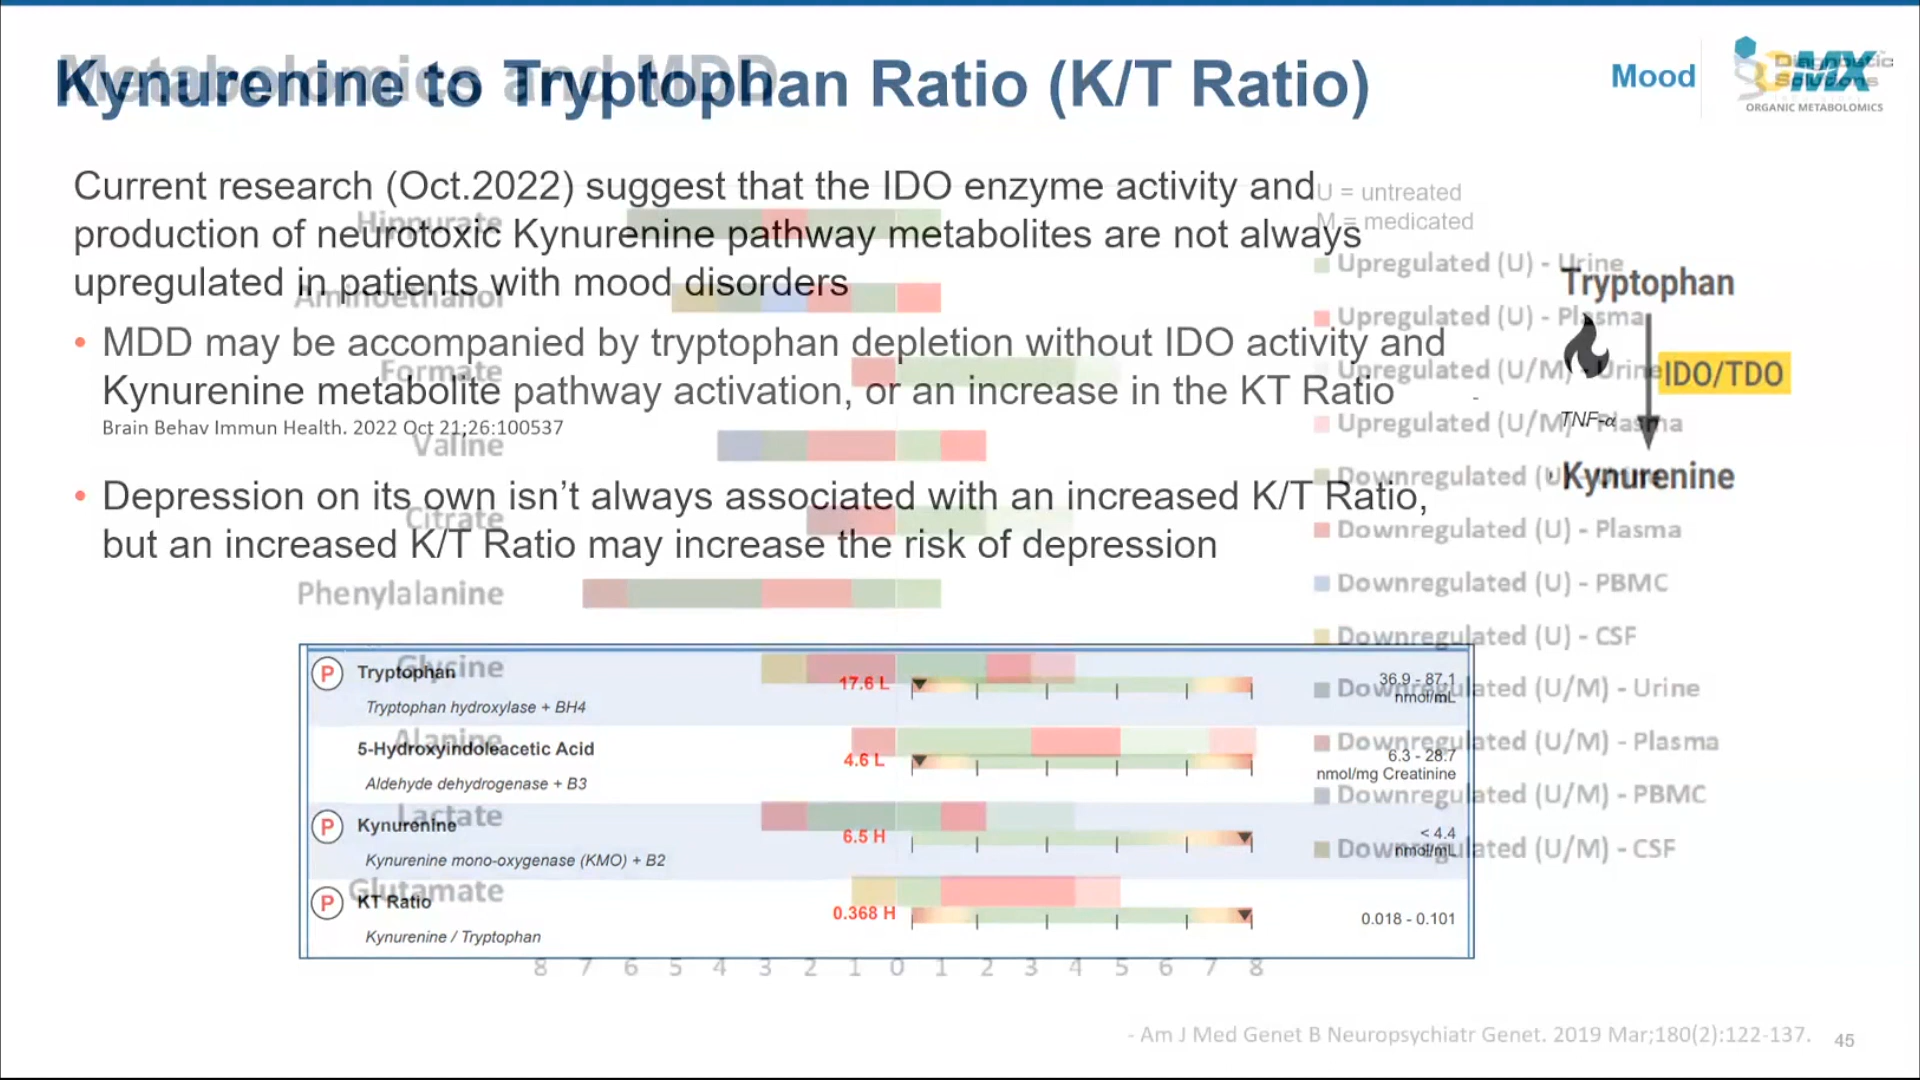 Kynurenine to Tryptophan Ratio (K/T Ratio)
Metabolomics and MDD
Mood
Diagnostic
Solutions
OMX
ORGANIC METABOLOMICS
Current research (Oct.2022) suggest that the IDO enzyme activity and
production of neurotoxic Kynurenine pathway metabolites are not always
upregulated in patients with mood disorders
• MDD may be accompanied by tryptophan depletion without IDO activity and
Kynurenine metabolite pathway activation, or an increase in the KT Ratio
Brain Behav Immun Health. 2022 Oct 21;26:100537
• Depression on its own isn't always associated with an increased K/T Ratio,
but an increased K/T Ratio may increase the risk of depression
Tryptophan
IDO/TDO
TNF-α
Kynurenine
U = untreated
M = medicated
Upregulated (U) - Urine
Upregulated (U) - Plasma
Upregulated (U/M) - Urine
Upregulated (U/M) - Plasma
Downregulated (U)
Downregulated (U) - Plasma
Downregulated (U) - PBMC
Downregulated (U) - CSF
Downregulated (U/M) - Urine
Downregulated (U/M) - Plasma
Downregulated (U/M) - PBMC
Downregulated (U/M) - CSF
Hippurate
Aminoethanol
Formate
Valine
Citrate
Phenylalanine
Glycine
Alanine
Lactate
Glutamate
P Tryptophan 17.6 L 36.9 - 87.1
nmol/mL
Tryptophan hydroxylase + BH4
5-Hydroxyindoleacetic Acid 4.6 L 6.3 - 28.7
nmol/mg Creatinine
Aldehyde dehydrogenase + B3
P Kynurenine 6.5 H < 4.4
nmol/mL
Kynurenine mono-oxygenase (KMO) + B2
P KT Ratio 0.368 H 0.018 - 0.101
Kynurenine / Tryptophan
8 7 6 5 4 3 2 1 0 1 2 3 4 5 6 7 8
- Am J Med Genet B Neuropsychiatr Genet. 2019 Mar;180(2):122-137.
45